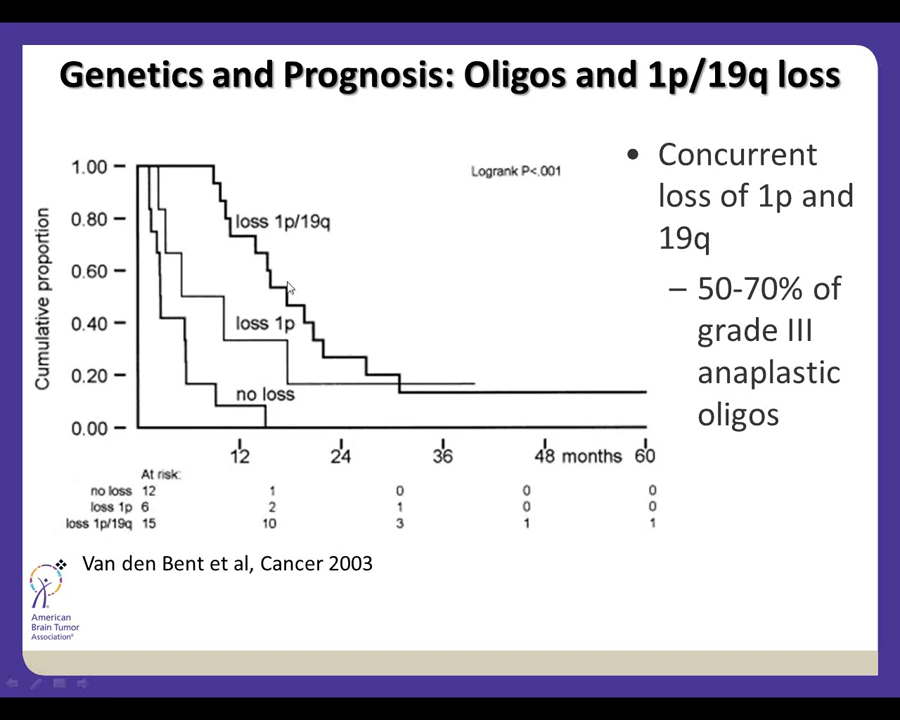 Genetics and Prognosis: Oligos and 1p/19q loss
Cumulative proportion
1.00
0.80
0.60
0.40
0.20
0.00
Logrank P<.001
loss 1p/19q
loss 1p
no loss
12 24 36 48 months 60
At risk:
no loss 12 1 0 0 0
loss 1p 6 2 1 0 0
loss 1p/19q 15 10 3 1 1
• Concurrent
loss of 1p and
19q
– 50-70% of
grade III
anaplastic
oligos
❖ Van den Bent et al, Cancer 2003
American
Brain Tumor
Association®